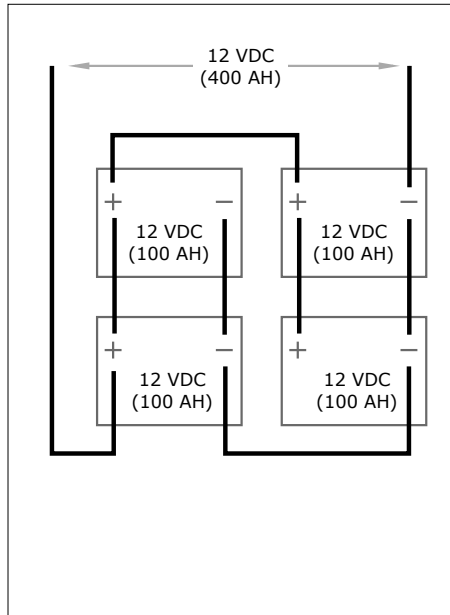 12 VDC
(400 AH)
+ −
12 VDC
(100 AH)
+ −
12 VDC
(100 AH)
+ −
12 VDC
(100 AH)
+ −
12 VDC
(100 AH)